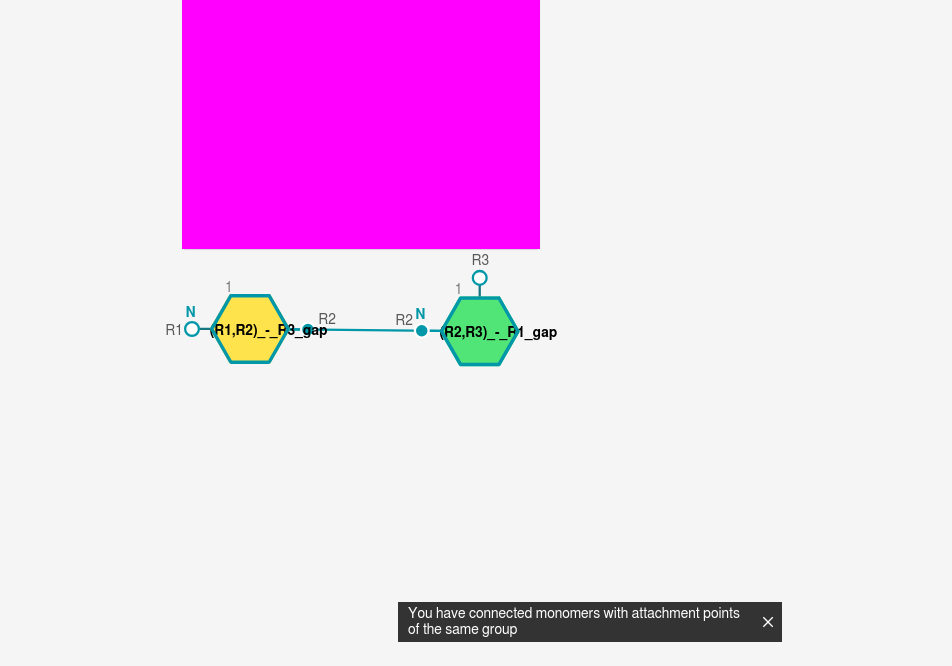 R3
1
1
N
R1
(R1,R2)_-_R3_gap
R2
R2
N
(R2,R3)_-_R1_gap
You have connected monomers with attachment points
of the same group